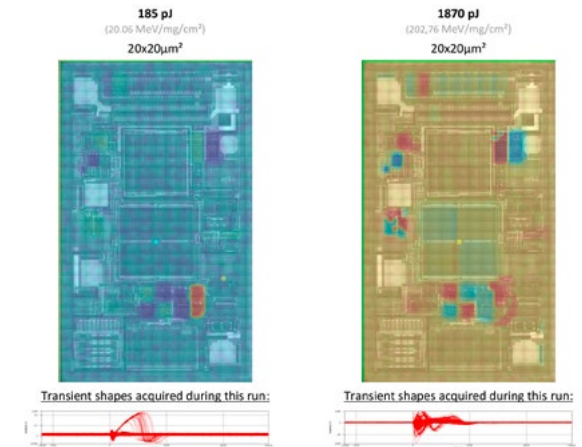 185 pJ
(20.06 MeV/mg/cm²)
20x20µm²
Transient shapes acquired during this run:
1870 pJ
(202,76 MeV/mg/cm²)
20x20µm²
Transient shapes acquired during this run: